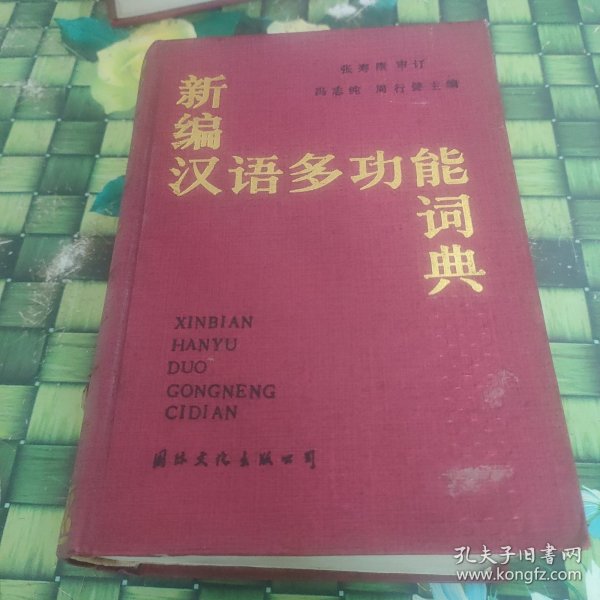 张寿康 审订
冯志纯 周行健主编
新编
汉语多功能
词典
XINBIAN
HANYU
DUO
GONGNENG
CIDIAN
国际文化出版公司
孔夫子旧书网
www.kongfz.com